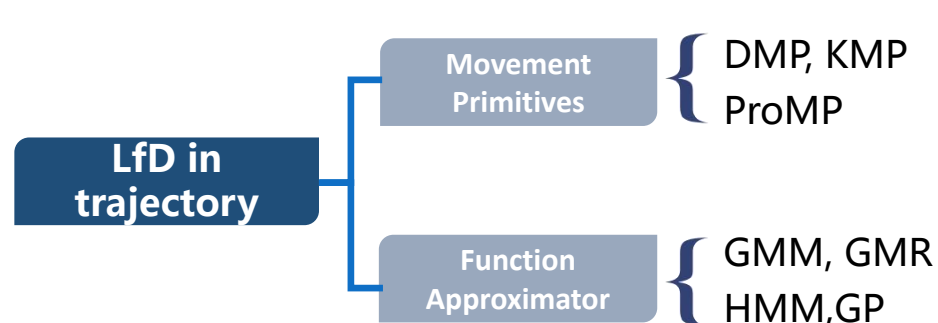 LfD in
trajectory
Movement
Primitives
DMP, KMP
ProMP
Function
Approximator
GMM, GMR
HMM,GP